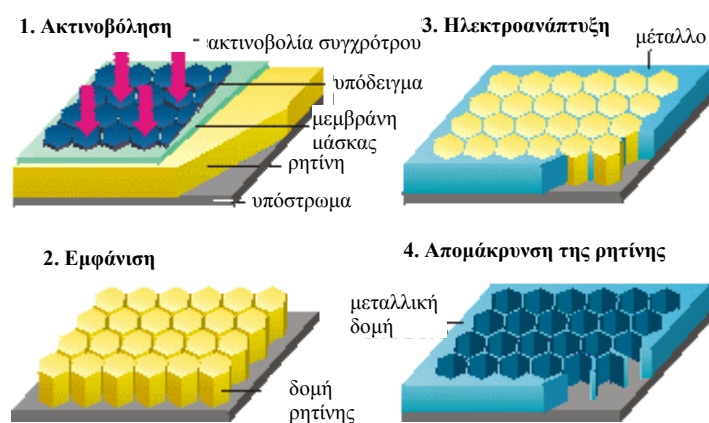 1. Ακτινοβόληση
ακτινοβολία συγχρότρου
υπόδειγμα
μεμβράνη
μάσκας
ρητίνη
υπόστρωμα
3. Ηλεκτροανάπτυξη
μέταλλο
2. Εμφάνιση
δομή
ρητίνης
4. Απομάκρυνση της ρητίνης
μεταλλική
δομή